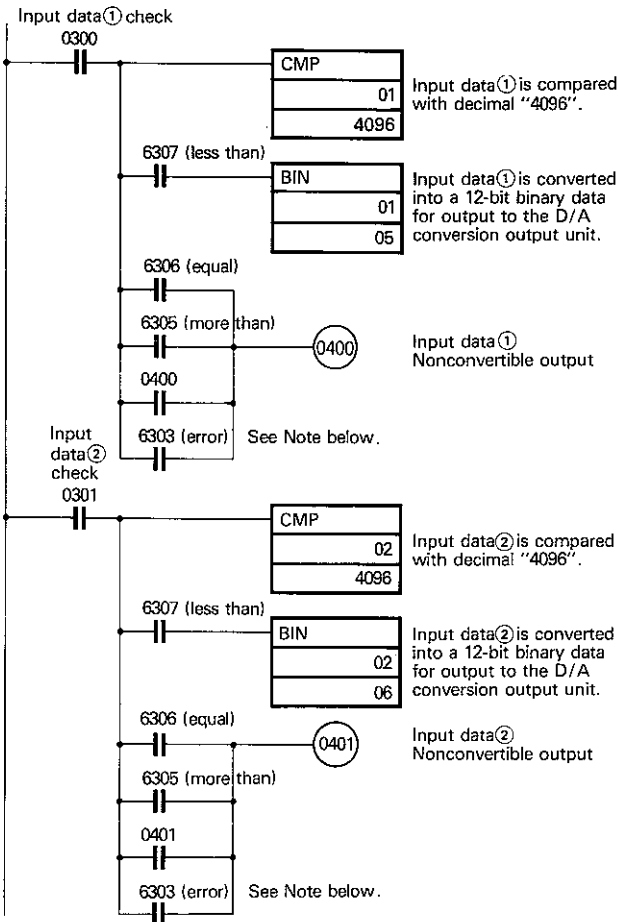 Input data① check
0300
CMP
01
4096
Input data① is compared
with decimal "4096".
6307 (less than)
BIN
01
05
Input data① is converted
into a 12-bit binary data
for output to the D/A
conversion output unit.
6306 (equal)
6305 (more than)
0400
Input data①
Nonconvertible output
0400
6303 (error) See Note below.
Input
data②
check
0301
CMP
02
4096
Input data② is compared
with decimal "4096".
6307 (less than)
BIN
02
06
Input data② is converted
into a 12-bit binary data
for output to the D/A
conversion output unit.
6306 (equal)
0401
Input data②
Nonconvertible output
6305 (more than)
0401
6303 (error) See Note below.